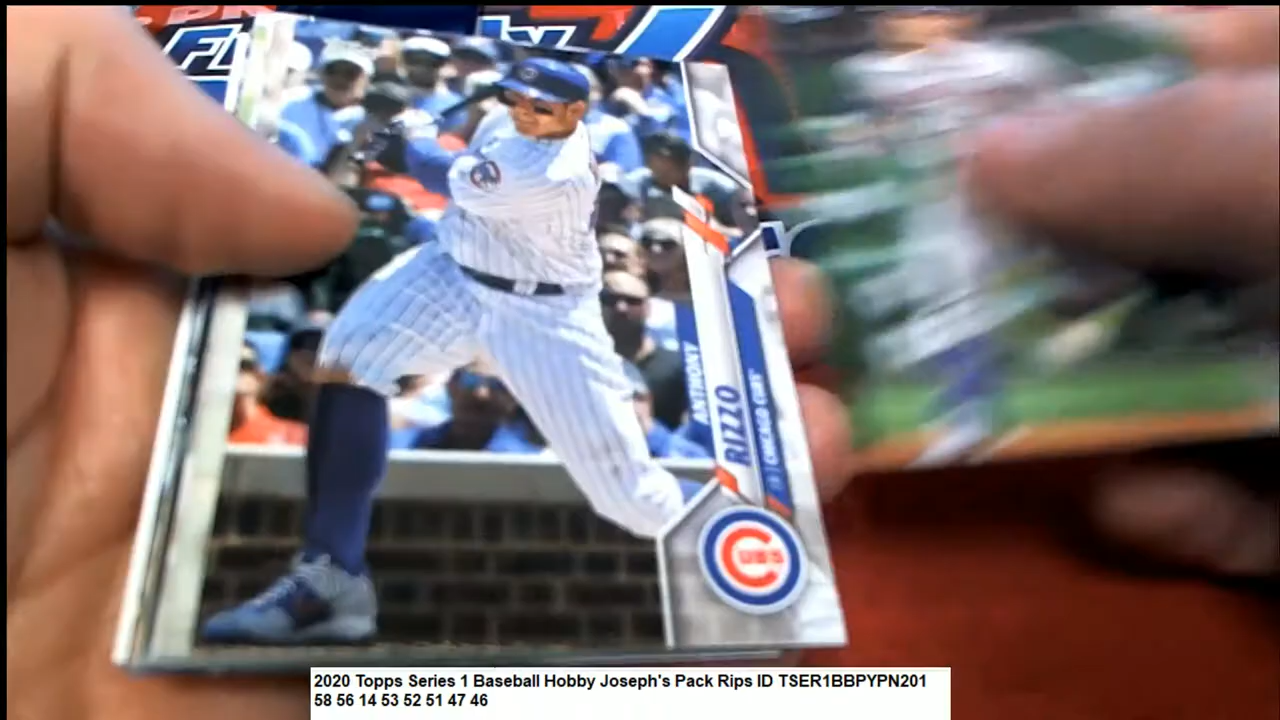 ANTHONY
RIZZO
CHICAGO CUBS
CUBS
2020 Topps Series 1 Baseball Hobby Joseph's Pack Rips ID TSER1BBPYPN201
58 56 14 53 52 51 47 46